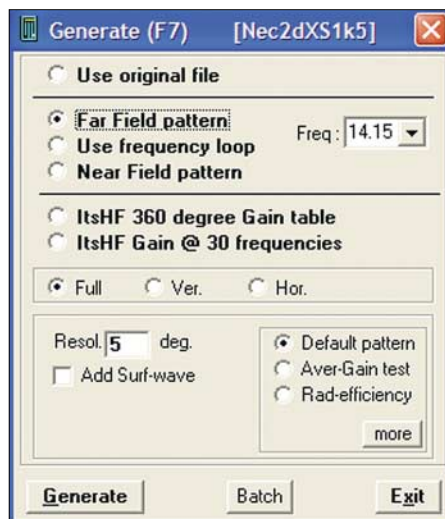 Generate (F7) [Nec2dXS1k5]
Use original file
Far Field pattern
Use frequency loop
Near Field pattern
Freq : 14.15
ItsHF 360 degree Gain table
ItsHF Gain @ 30 frequencies
Full Ver. Hor.
Resol. 5 deg.
Add Surf-wave
Default pattern
Aver-Gain test
Rad-efficiency
more
Generate Batch Exit